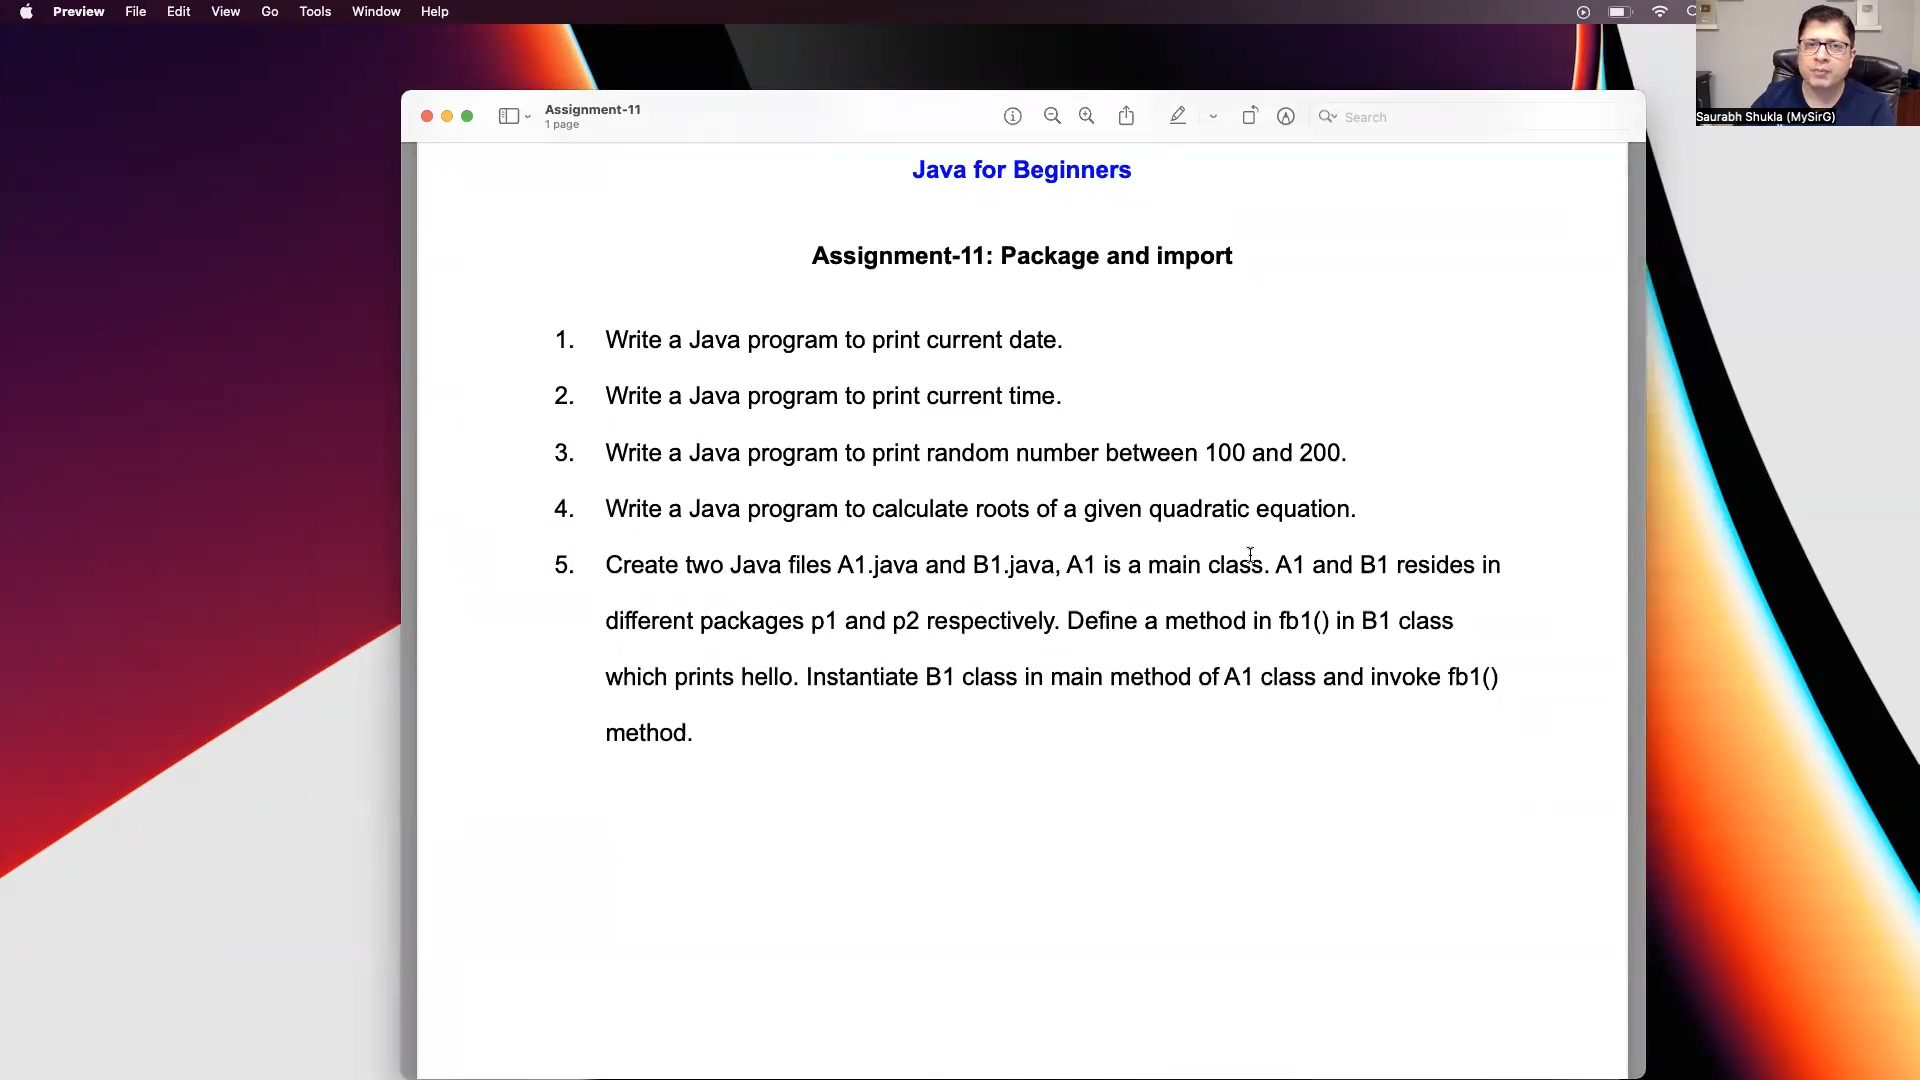 Preview File Edit View Go Tools Window Help
Assignment-11
1 page
Search
Saurabh Shukla (MySirG)
Java for Beginners
Assignment-11: Package and import
1. Write a Java program to print current date.
2. Write a Java program to print current time.
3. Write a Java program to print random number between 100 and 200.
4. Write a Java program to calculate roots of a given quadratic equation.
5. Create two Java files A1.java and B1.java, A1 is a main class. A1 and B1 resides in
different packages p1 and p2 respectively. Define a method in fb1() in B1 class
which prints hello. Instantiate B1 class in main method of A1 class and invoke fb1()
method.